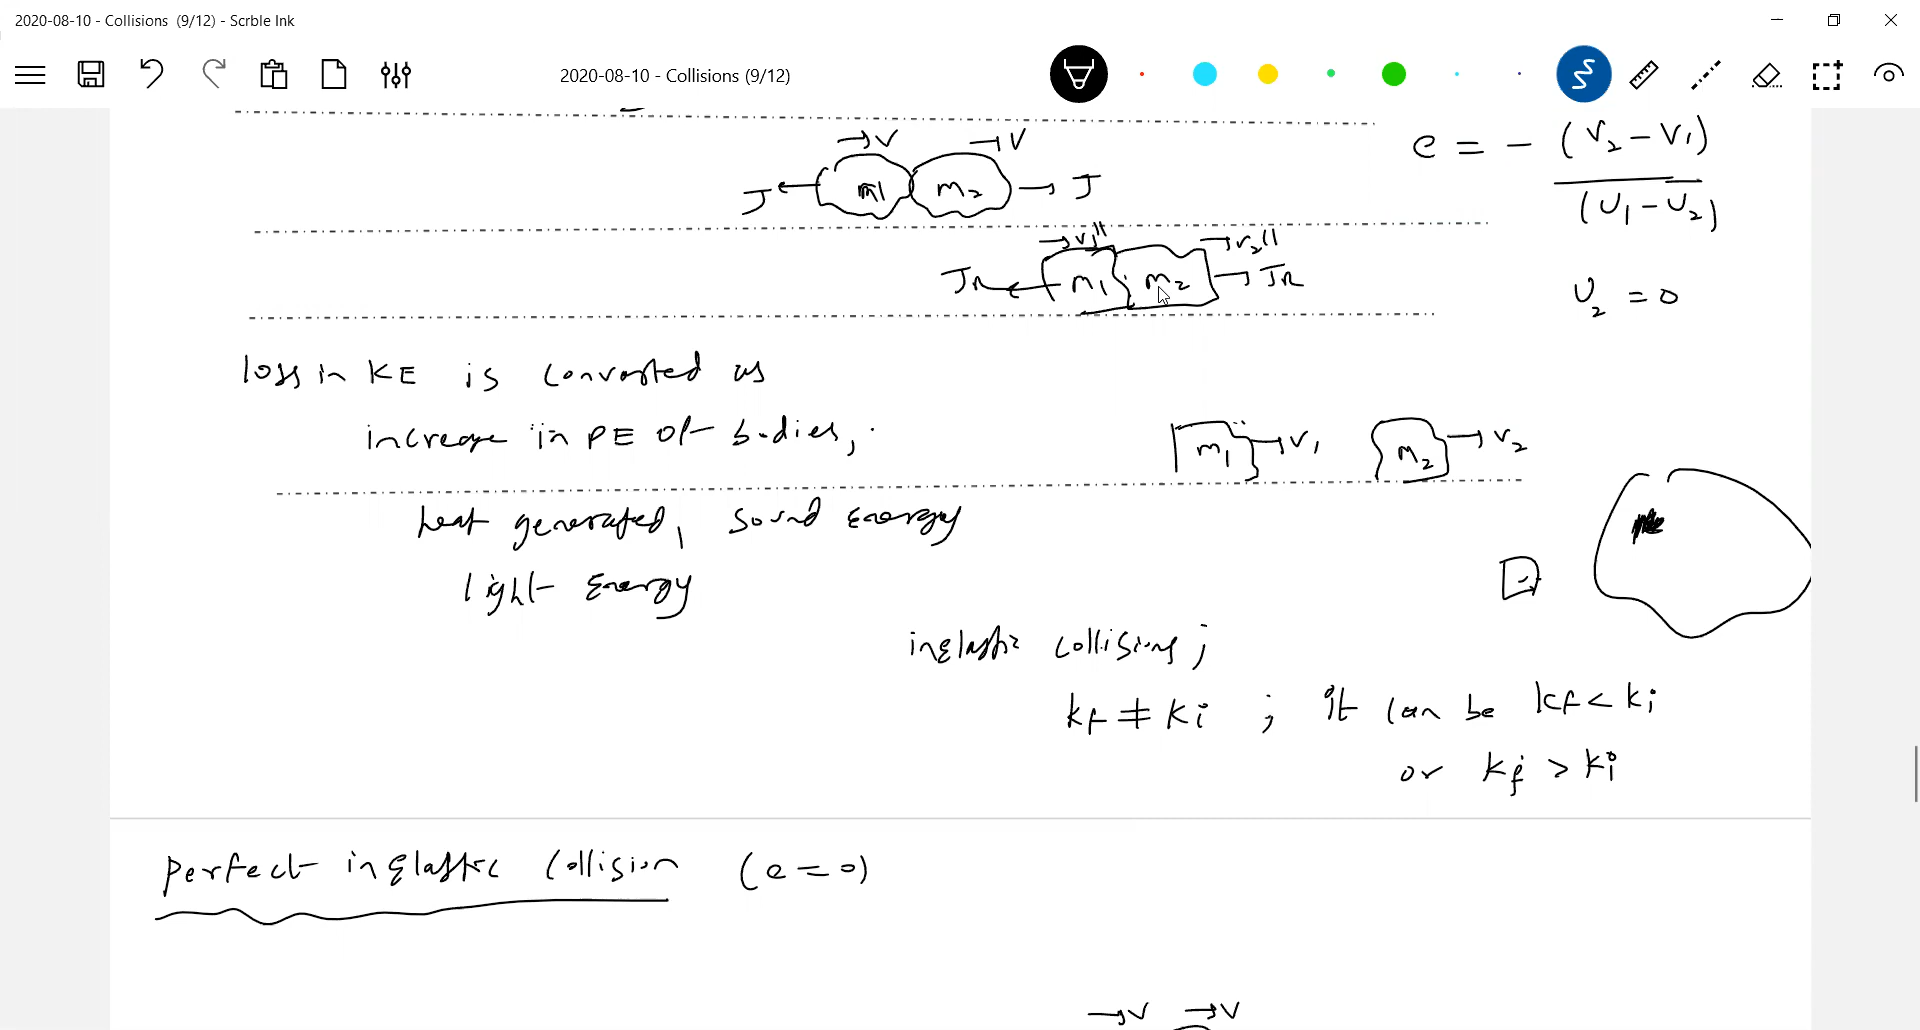 2020-08-10 - Collisions (9/12) - Scrble Ink
2020-08-10 - Collisions (9/12)
e = - (v2 - v1) / (u1 - u2)
→v →v
J ← m1 m2 → J
→v1'' →v2''
JR ← m1 m2 → JR
u2 = 0
loss in KE is converted as
increase in PE of bodies,
m1 → v1 m2 → v2
heat generated, sound energy
light energy
inelastic collisions;
kf ≠ ki ; it can be kf < ki
or kf > ki
perfect inelastic collision (e = 0)
→v →v